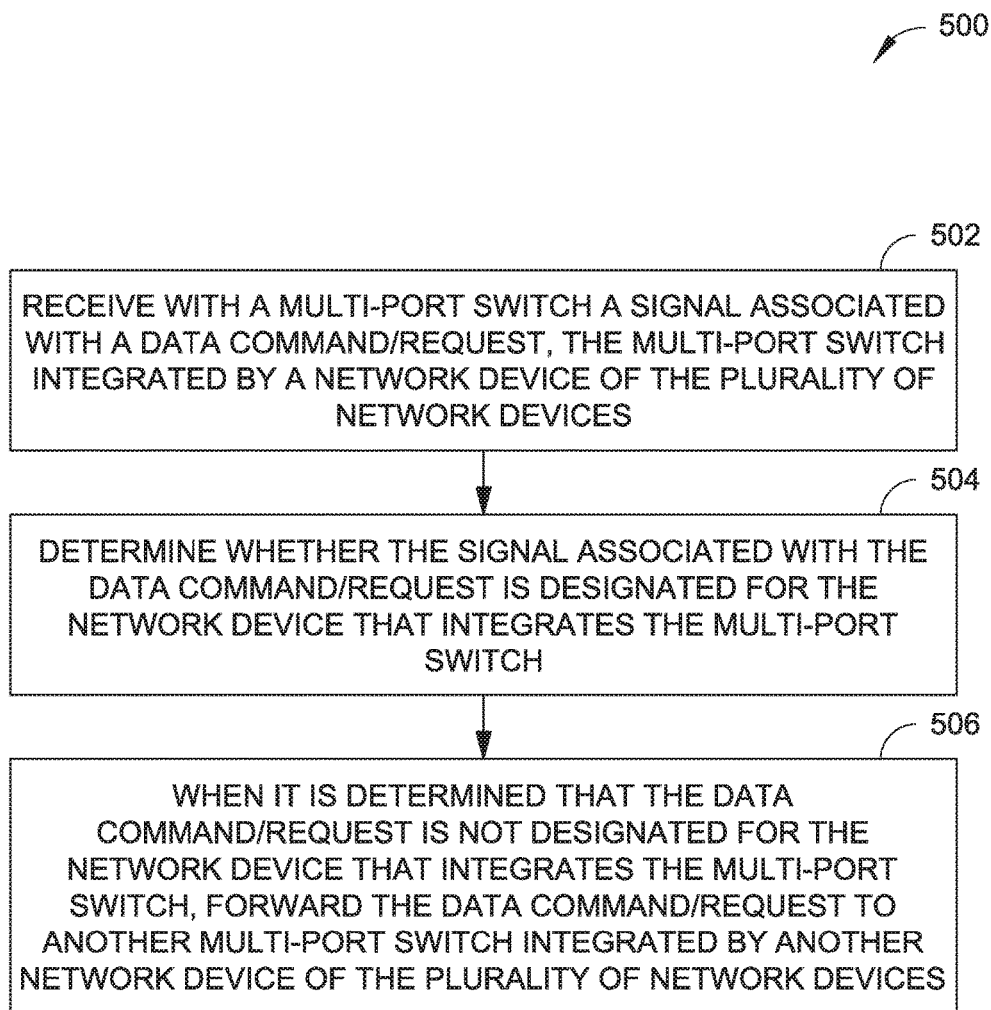 500
502
RECEIVE WITH A MULTI-PORT SWITCH A SIGNAL ASSOCIATED
WITH A DATA COMMAND/REQUEST, THE MULTI-PORT SWITCH
INTEGRATED BY A NETWORK DEVICE OF THE PLURALITY OF
NETWORK DEVICES
504
DETERMINE WHETHER THE SIGNAL ASSOCIATED WITH THE
DATA COMMAND/REQUEST IS DESIGNATED FOR THE
NETWORK DEVICE THAT INTEGRATES THE MULTI-PORT
SWITCH
506
WHEN IT IS DETERMINED THAT THE DATA
COMMAND/REQUEST IS NOT DESIGNATED FOR THE
NETWORK DEVICE THAT INTEGRATES THE MULTI-PORT
SWITCH, FORWARD THE DATA COMMAND/REQUEST TO
ANOTHER MULTI-PORT SWITCH INTEGRATED BY ANOTHER
NETWORK DEVICE OF THE PLURALITY OF NETWORK DEVICES